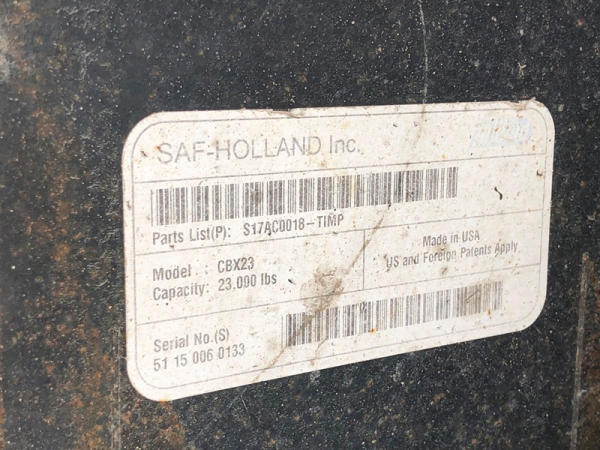 SAF-HOLLAND Inc.
Parts List(P): S17AC0018-TIMP
Model : CBX23
Capacity: 23,000 lbs
Made in USA
US and Foreign Patents Apply
Serial No.(S)
51 15 006 0133